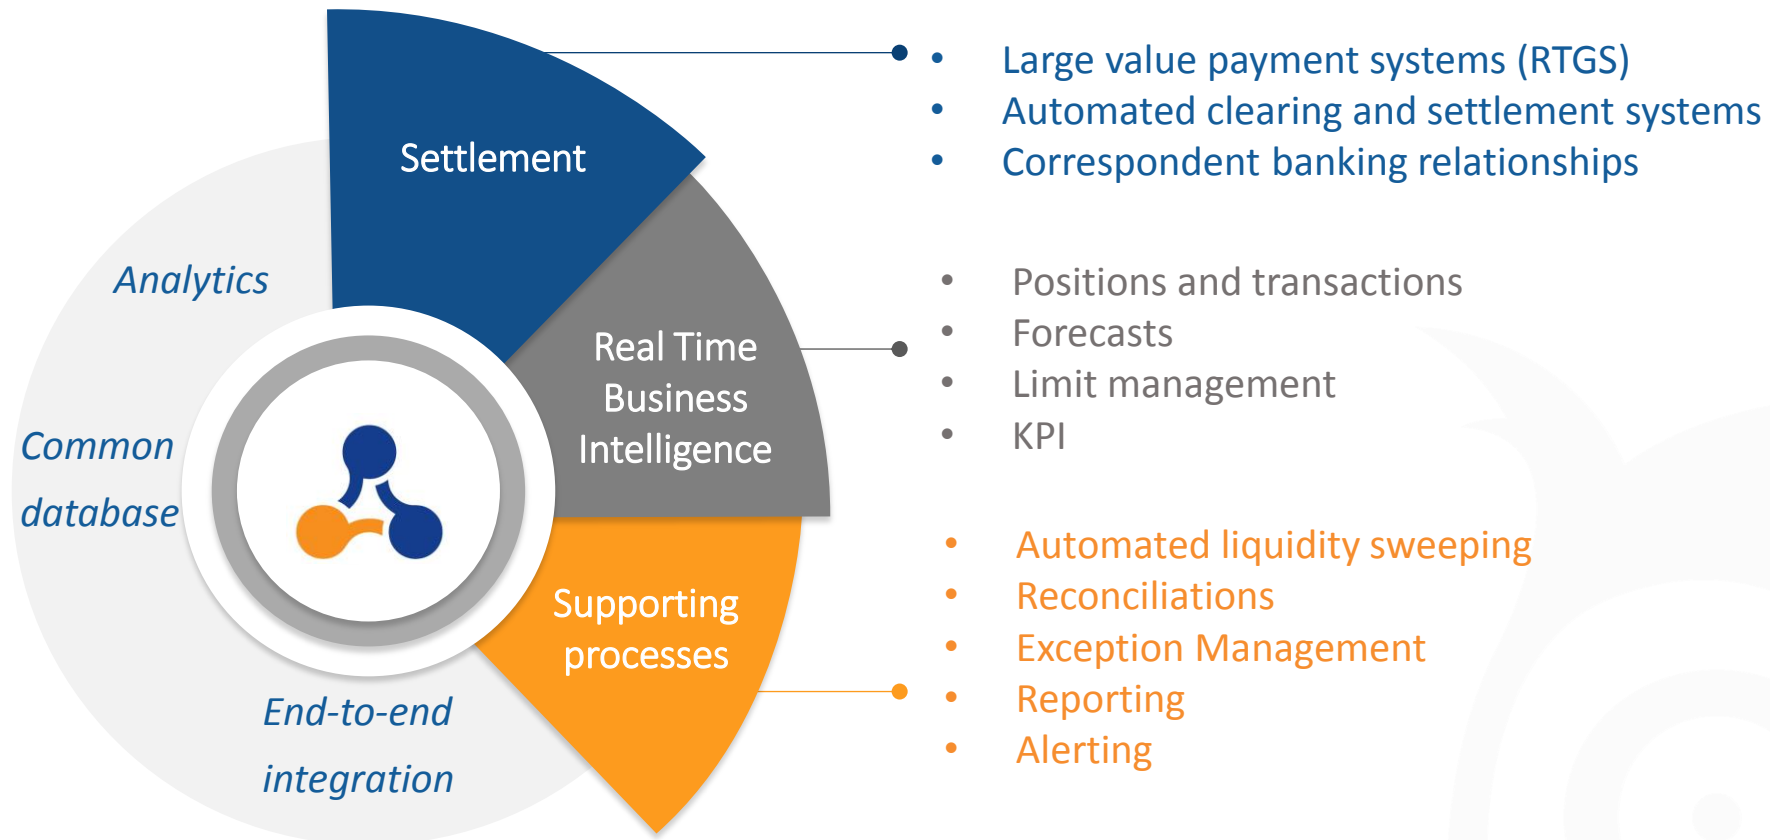 Settlement
• Large value payment systems (RTGS)
• Automated clearing and settlement systems
• Correspondent banking relationships
Analytics
Common
database
End-to-end
integration
Real Time
Business
Intelligence
• Positions and transactions
• Forecasts
• Limit management
• KPI
Supporting
processes
• Automated liquidity sweeping
• Reconciliations
• Exception Management
• Reporting
• Alerting